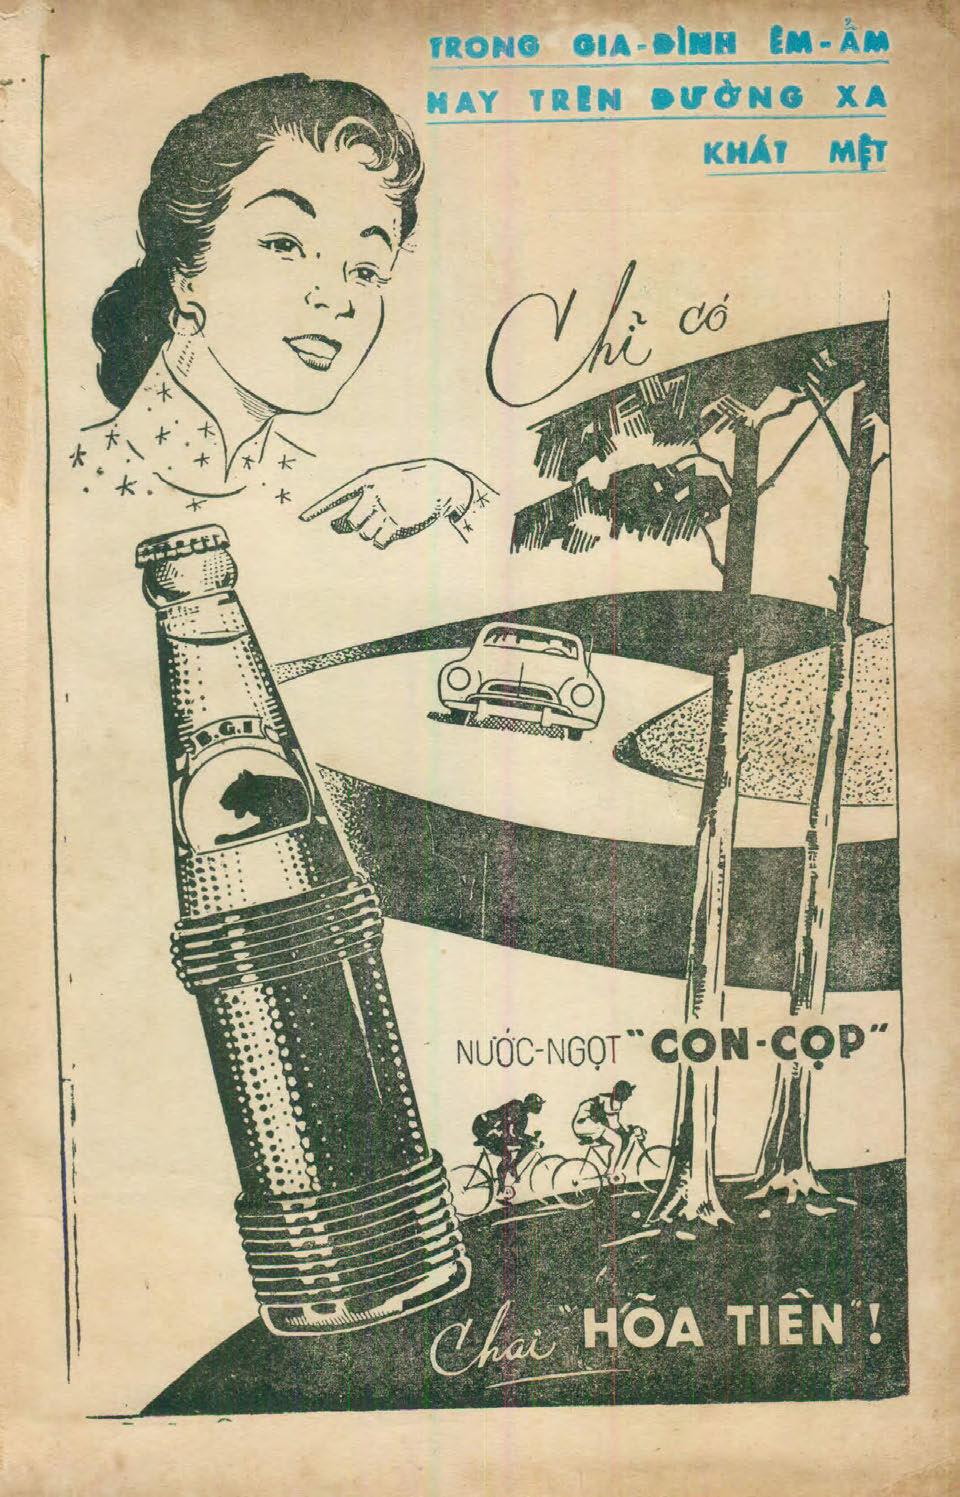 TRONG GIA-ĐÌNH ÊM-ẤM
HAY TRÊN ĐƯỜNG XA
KHÁT MỆT
Chỉ có
B.G.I
NƯỚC-NGỌT "CON-CỌP"
Chai "HỎA TIỄN"!